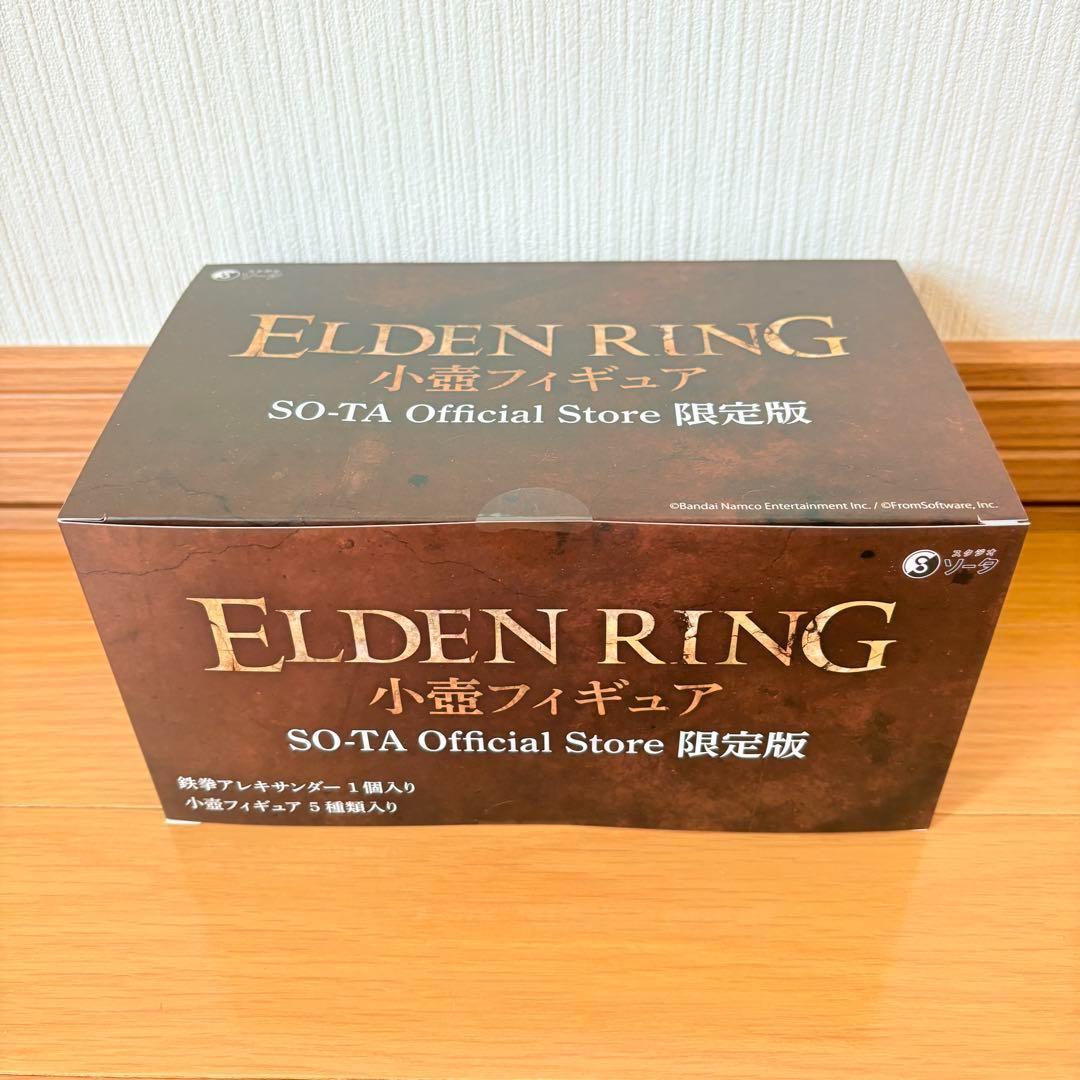 スタジオ
ソータ
ELDEN RING
小壺フィギュア
SO-TA Official Store 限定版
©Bandai Namco Entertainment Inc. / ©FromSoftware, Inc.
スタジオ
ソータ
ELDEN RING
小壺フィギュア
SO-TA Official Store 限定版
鉄拳アレキサンダー 1個入り
小壺フィギュア 5種類入り